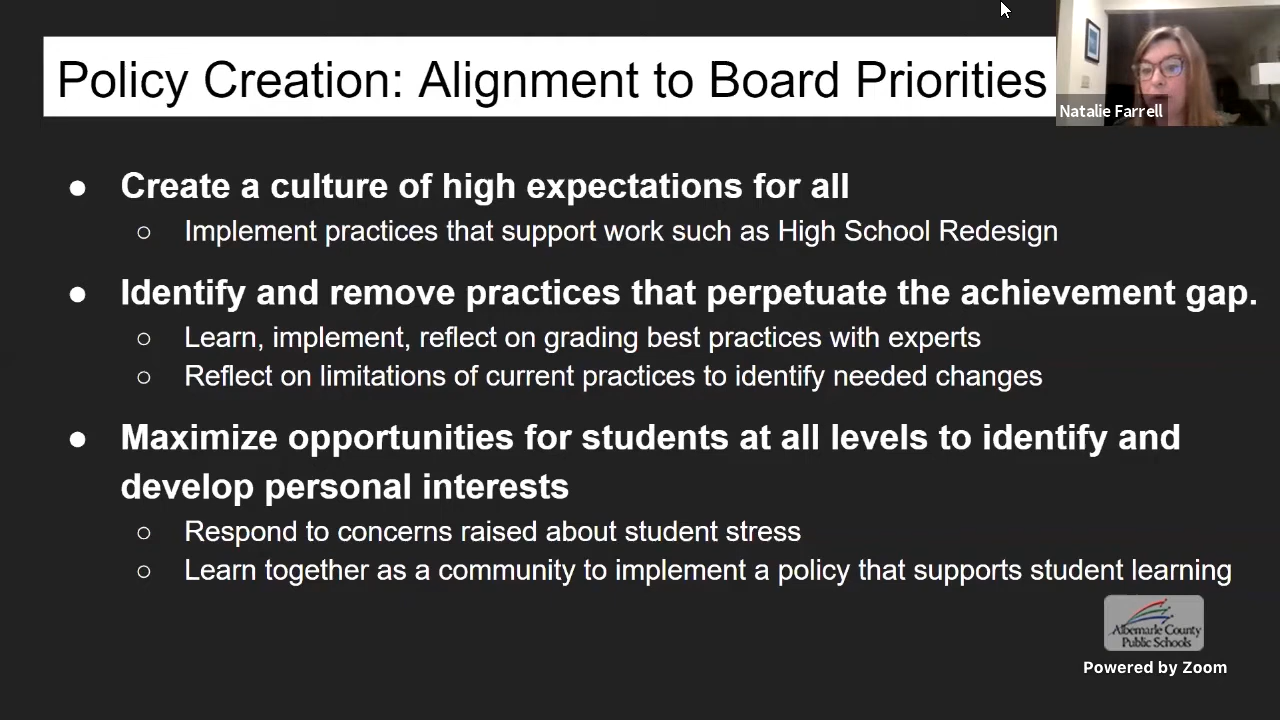 Policy Creation: Alignment to Board Priorities
Natalie Farrell
● Create a culture of high expectations for all
○ Implement practices that support work such as High School Redesign
● Identify and remove practices that perpetuate the achievement gap.
○ Learn, implement, reflect on grading best practices with experts
○ Reflect on limitations of current practices to identify needed changes
● Maximize opportunities for students at all levels to identify and
develop personal interests
○ Respond to concerns raised about student stress
○ Learn together as a community to implement a policy that supports student learning
Albemarle County
Public Schools
Powered by Zoom